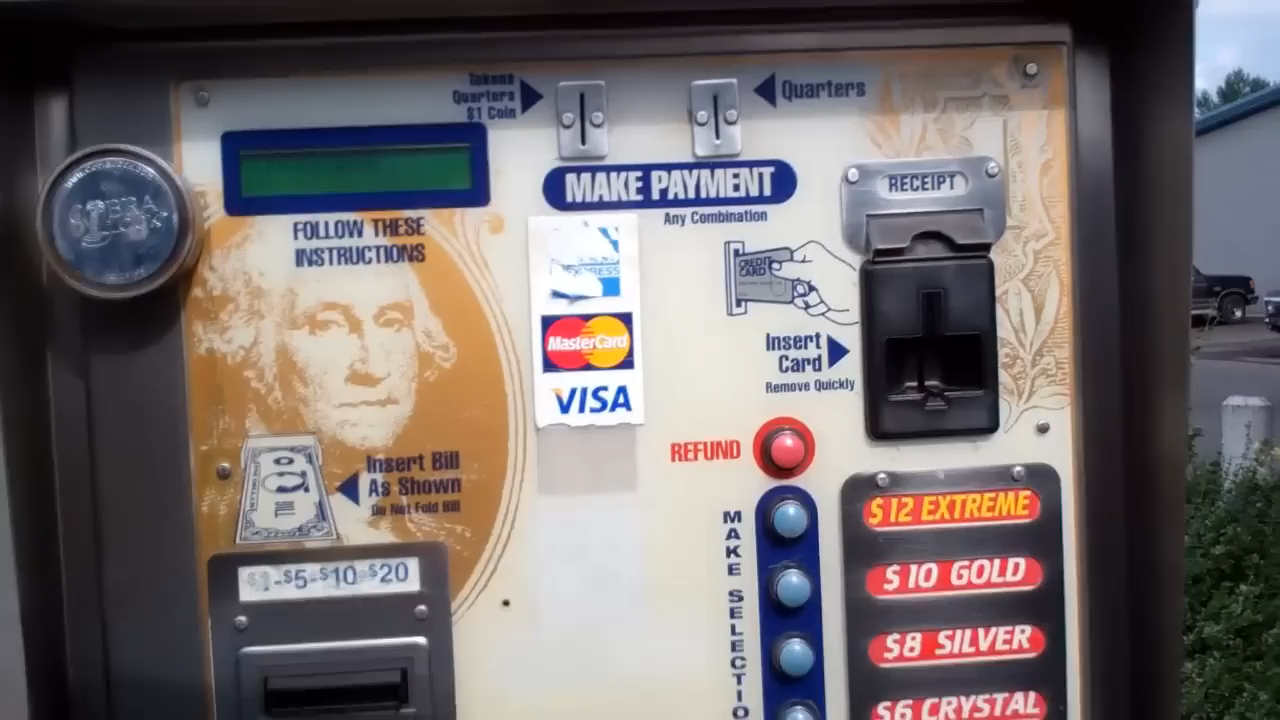 Tokens
Quarters
$1 Coin
Quarters
MAKE PAYMENT
Any Combination
RECEIPT
FOLLOW THESE
INSTRUCTIONS
EXPRESS
CREDIT
CARD
MasterCard
VISA
Insert
Card
Remove Quickly
REFUND
Insert Bill
As Shown
Do Not Fold Bill
$1-$5-$10-$20
MAKE SELECTIO
$12 EXTREME
$10 GOLD
$8 SILVER
$6 CRYSTAL